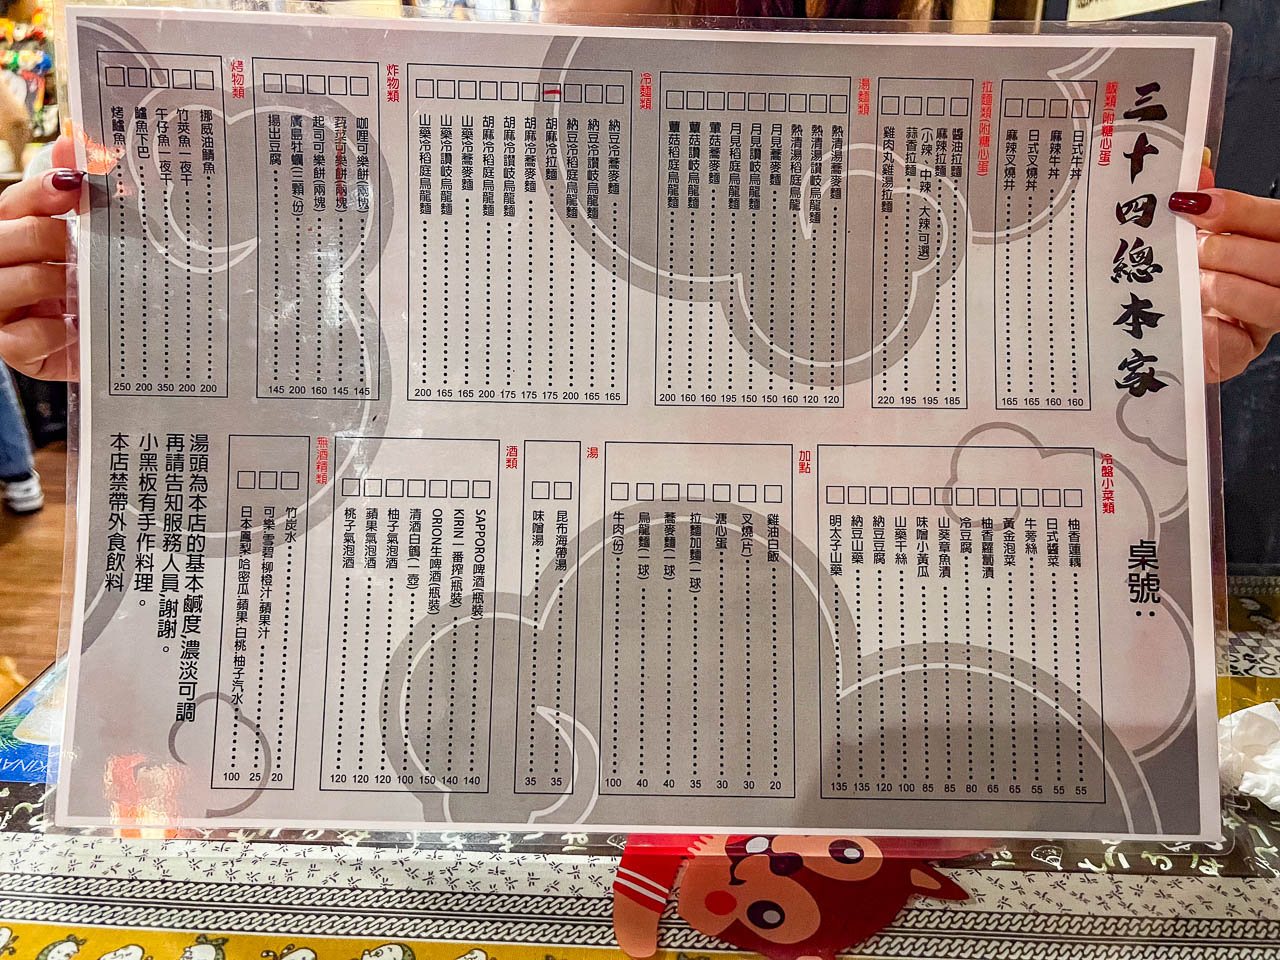 三十四總本家
桌號：
飯類(附糖心蛋)
日式牛丼 160
麻辣牛丼 160
日式叉燒丼 165
麻辣叉燒丼 165
拉麵類(附糖心蛋)
醬油拉麵 185
麻辣拉麵 195
(小辣、中辣、大辣可選)
蒜香拉麵 195
雞肉丸雞湯拉麵 220
湯麵類
熱清湯蕎麥麵 120
熱清湯讚岐烏龍麵 120
熱清湯稻庭烏龍 160
月見蕎麥麵 150
月見讚岐烏龍麵 150
月見稻庭烏龍麵 195
蕈菇蕎麥麵 160
蕈菇讚岐烏龍麵 160
蕈菇稻庭烏龍麵 200
冷麵類
納豆冷蕎麥麵 165
納豆冷讚岐烏龍麵 165
納豆冷稻庭烏龍麵 200
胡麻冷拉麵 175
胡麻冷蕎麥麵 175
胡麻冷讚岐烏龍麵 175
胡麻冷稻庭烏龍麵 200
山藥冷蕎麥麵 165
山藥冷讚岐烏龍麵 165
山藥冷稻庭烏龍麵 200
炸物類
咖哩可樂餅(兩塊) 145
蔬菜可樂餅(兩塊) 145
起司可樂餅(兩塊) 160
廣島牡蠣(三顆/份) 200
揚出豆腐 145
烤物類
挪威油鯖魚 200
竹莢魚一夜干 200
午仔魚一夜干 350
鱸魚下巴 200
烤鱸魚 250
冷盤小菜類
柚香蓮藕 55
日式醬菜 55
牛蒡絲 55
黃金泡菜 65
柚香蘿蔔漬 65
冷豆腐 80
山葵章魚漬 85
味噌小黃瓜 85
山藥千絲 100
納豆豆腐 120
納豆山藥 135
明太子山藥 135
加點
雞油白飯 20
叉燒(片) 30
溏心蛋 30
拉麵加麵(一球) 35
蕎麥麵(一球) 40
烏龍麵(一球) 40
牛肉(份) 100
湯
昆布海帶湯 35
味噌湯 35
酒類
SAPPORO啤酒(瓶裝) 140
KIRIN 一番搾(瓶裝) 140
ORION生啤酒(瓶裝) 150
清酒白鶴(一壺) 100
柚子氣泡酒 120
蘋果氣泡酒 120
桃子氣泡酒 120
無酒精類
竹炭水 20
可樂.雪碧.柳橙汁.蘋果汁 25
日本鳳梨.哈密瓜.蘋果.白桃.柚子汽水 100
湯頭為本店的基本鹹度,濃淡可調
再請告知服務人員,謝謝。
小黑板有手作料理。
本店禁帶外食飲料